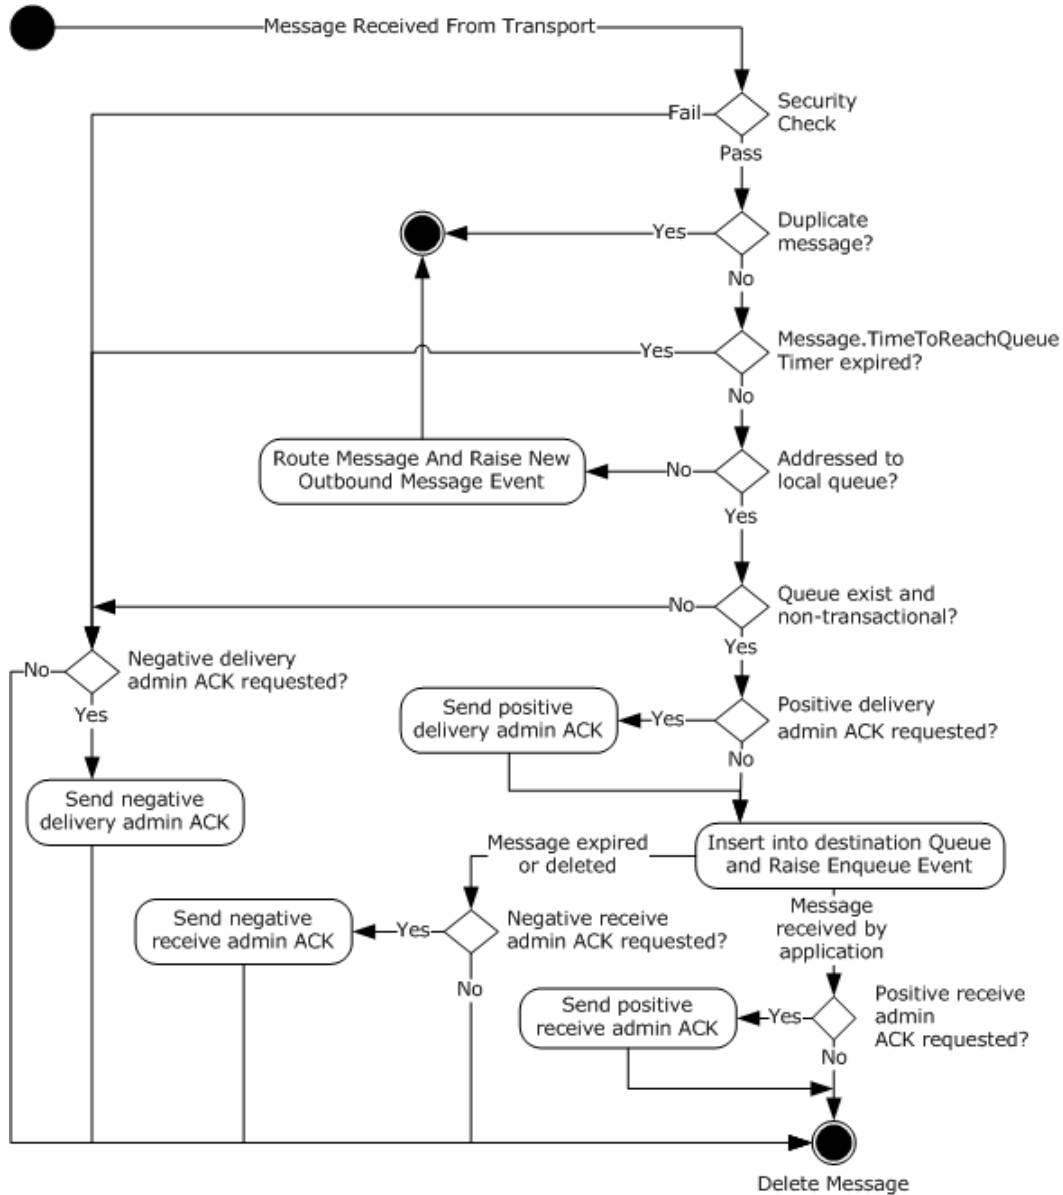 Message Received From Transport
Security
Check
Fail
Pass
Duplicate
message?
Yes
No
Message.TimeToReachQueue
Timer expired?
Yes
No
Route Message And Raise New
Outbound Message Event
No
Addressed to
local queue?
Yes
Queue exist and
non-transactional?
No
Yes
No
Negative delivery
admin ACK requested?
Yes
Send positive
delivery admin ACK
Yes
Positive delivery
admin ACK requested?
No
Send negative
delivery admin ACK
Message expired
or deleted
Insert into destination Queue
and Raise Enqueue Event
Send negative
receive admin ACK
Yes
Negative receive
admin ACK requested?
No
Message
received by
application
Send positive
receive admin ACK
Yes
Positive receive
admin
ACK requested?
No
Delete Message